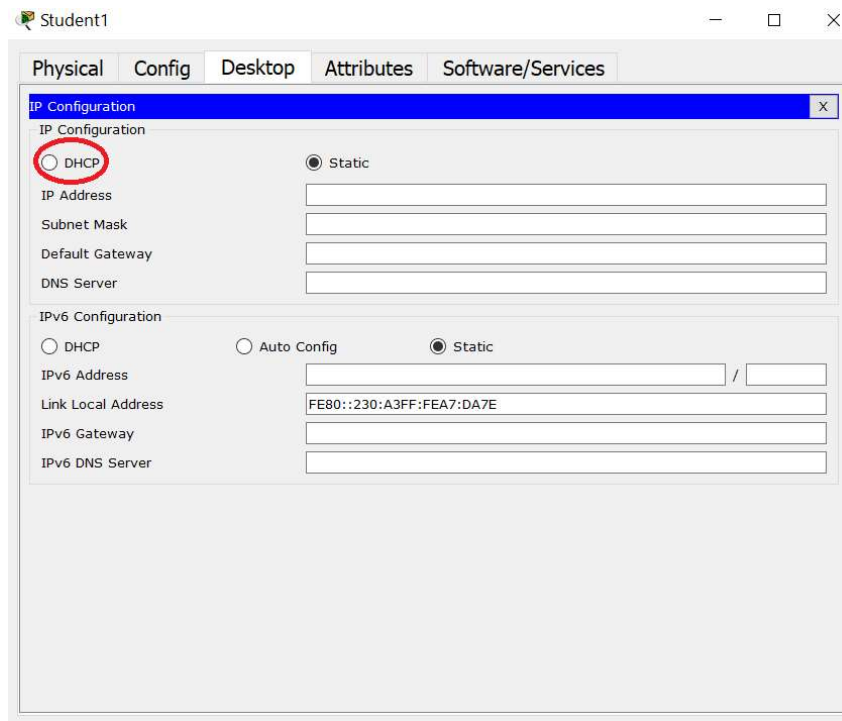 Student1
Physical Config Desktop Attributes Software/Services
IP Configuration X
IP Configuration
DHCP Static
IP Address
Subnet Mask
Default Gateway
DNS Server
IPv6 Configuration
DHCP Auto Config Static
IPv6 Address /
Link Local Address FE80::230:A3FF:FEA7:DA7E
IPv6 Gateway
IPv6 DNS Server